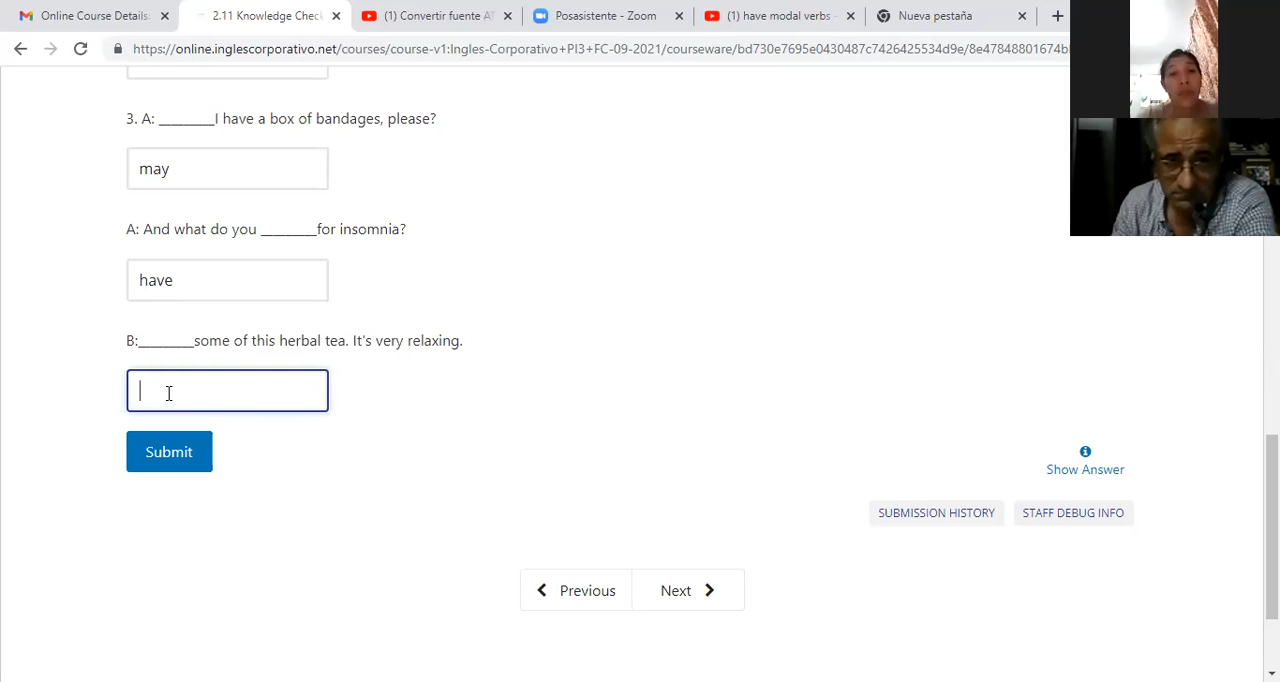 Online Course Details:
2.11 Knowledge Chec
(1) Convertir fuente AT
Posasistente - Zoom
(1) have modal verbs -
Nueva pestaña
https://online.inglescorporativo.net/courses/course-v1:Ingles-Corporativo+PI3+FC-09-2021/courseware/bd730e7695e0430487c7426425534d9e/8e47848801674bl
3. A: ________I have a box of bandages, please?
may
A: And what do you ________for insomnia?
have
B:________some of this herbal tea. It's very relaxing.
Submit
Show Answer
SUBMISSION HISTORY
STAFF DEBUG INFO
Previous
Next